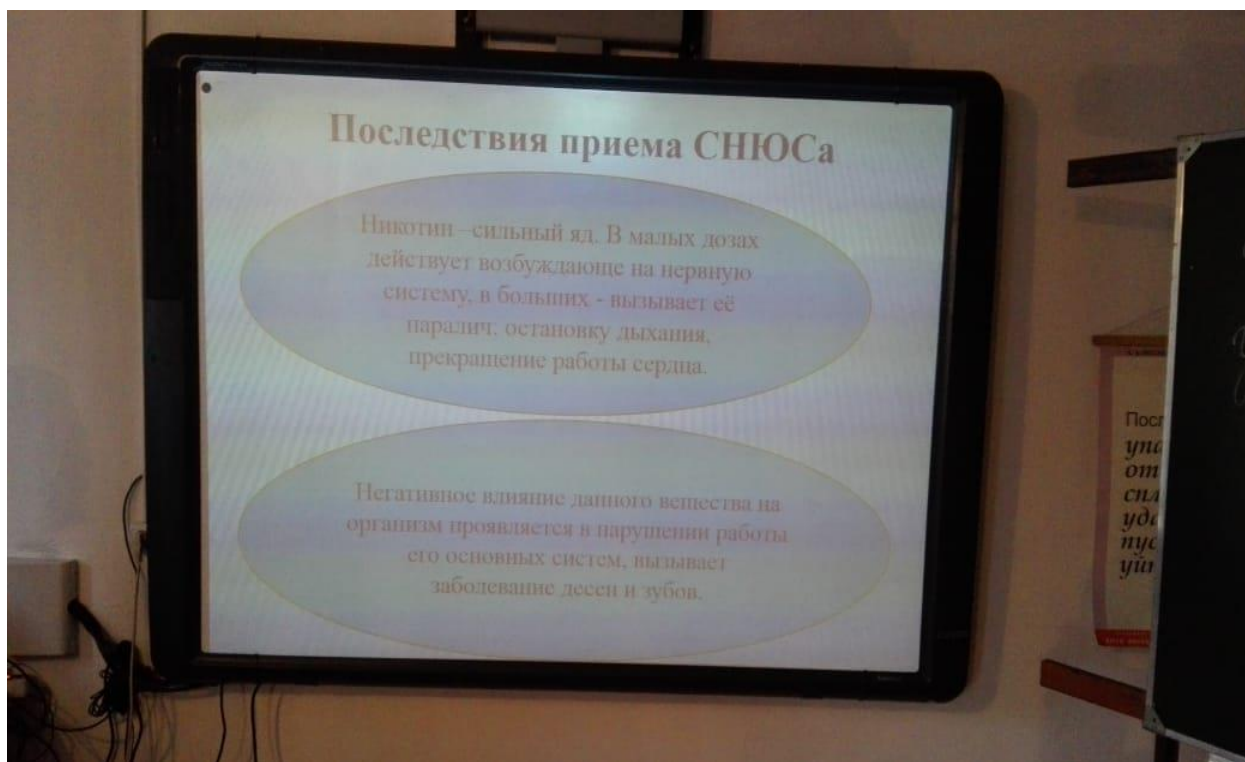 Последствия приема СНЮСа
Никотин – сильный яд. В малых дозах
действует возбуждающе на нервную
систему, в больших - вызывает её
паралич: остановку дыхания,
прекращение работы сердца.
Негативное влияние данного вещества на
организм проявляется в нарушении работы
его основных систем, вызывает
заболевание десен и зубов.